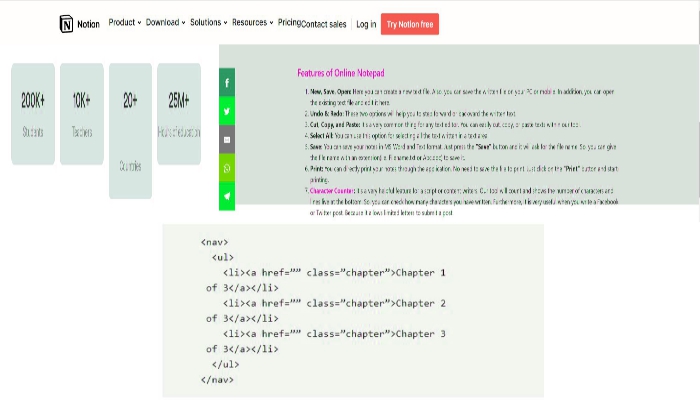 Notion Product Download Solutions Resources Pricing Contact sales Log in Try Notion free
200K+
Students
10K+
Teachers
20+
Countries
25M+
Hours of education
Features of Online Notepad
1. New, Save, Open: Here you can create a new text file. Also you can save the written file on your PC or mobile. In addition, you can open
the existing text file and edit it here.
2. Undo & Redo: These two options will help you to step forward or backward the written text.
3. Cut, Copy, and Paste: It is a very common thing for any text editor. You can easily cut, copy, or paste texts within our tool.
4. Select All: You can use this option for selecting all the text written in a text area.
5. Save: You can save your notes in MS Word and Text format. Just press the "Save" button and it will ask for the file name. So, you can give
the file name with an extension(i.e. Filename.txt or Abc.doc) to save it.
6. Print: You can directly print your notes through the application. No need to save the file to print. Just click on the "Print" button and start
printing.
7. Character Counter: It is a very helpful feature for a script or content writers. Our tool will count and shows the number of characters and
lines live at the bottom. So, you can check how many characters you have written. Furthermore, it is very useful when you write a Facebook
or Twitter post. Because it allows limited letters to submit a post.
<nav>
<ul>
<li><a href="" class="chapter">Chapter 1
of 3</a></li>
<li><a href="" class="chapter">Chapter 2
of 3</a></li>
<li><a href="" class="chapter">Chapter 3
of 3</a></li>
</ul>
</nav>